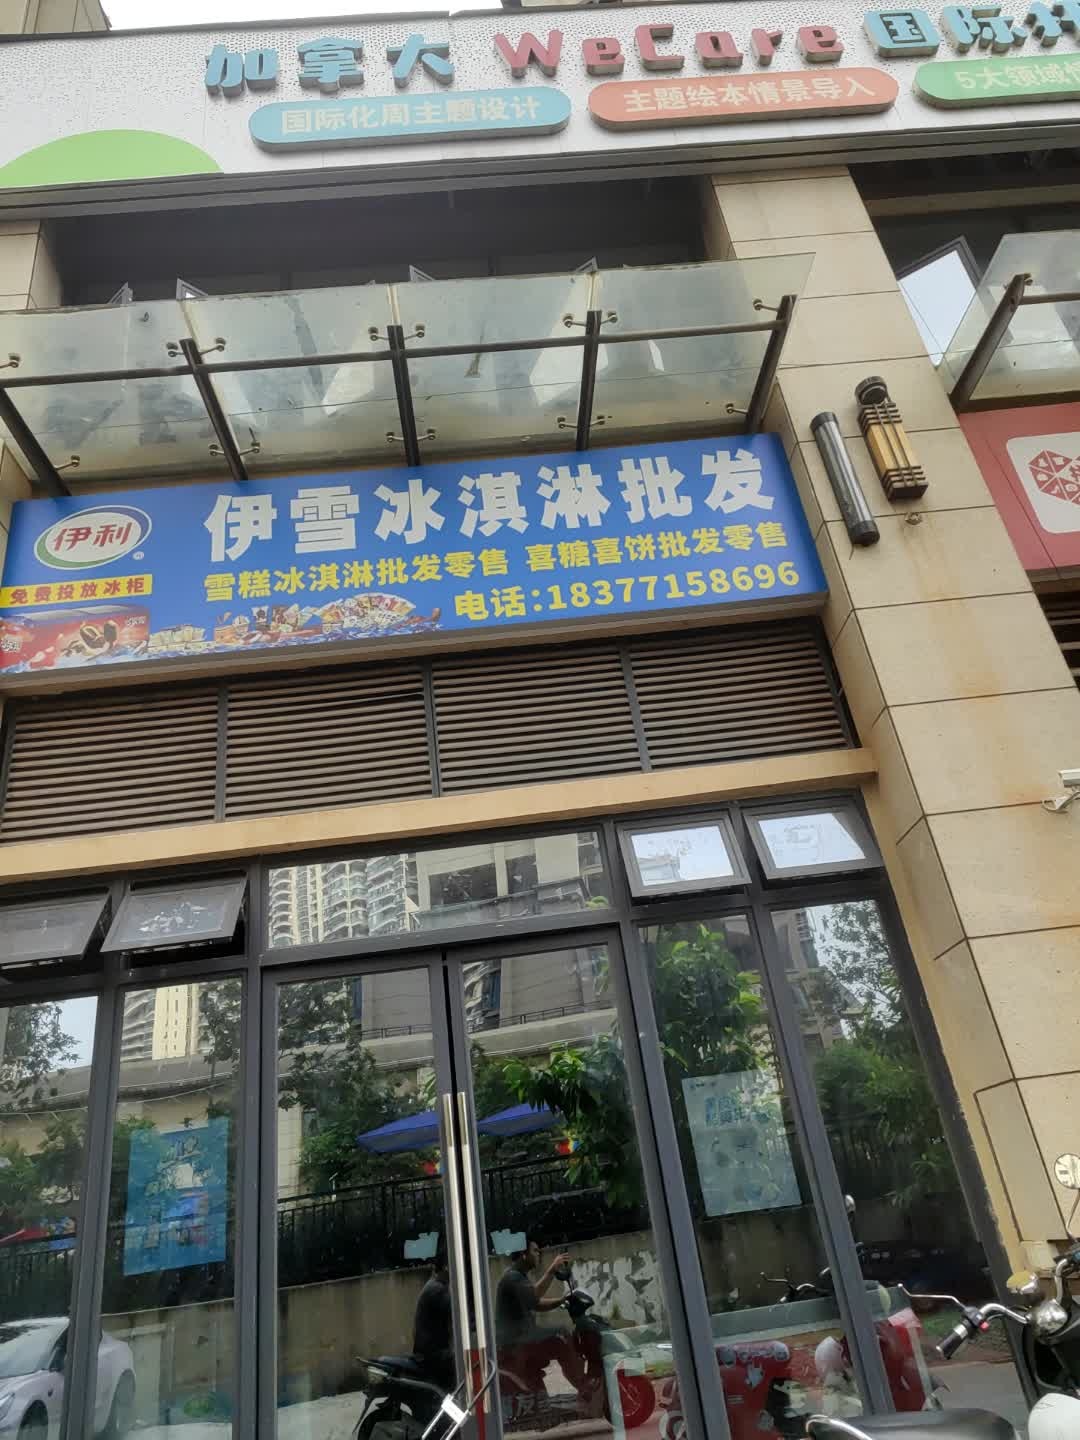 加拿大 WeCare 国际托
国际化周主题设计
主题绘本情景导入
5大领域
伊利
伊雪冰淇淋批发
雪糕冰淇淋批发零售 喜糖喜饼批发零售
免费投放冰柜
电话:18377158696